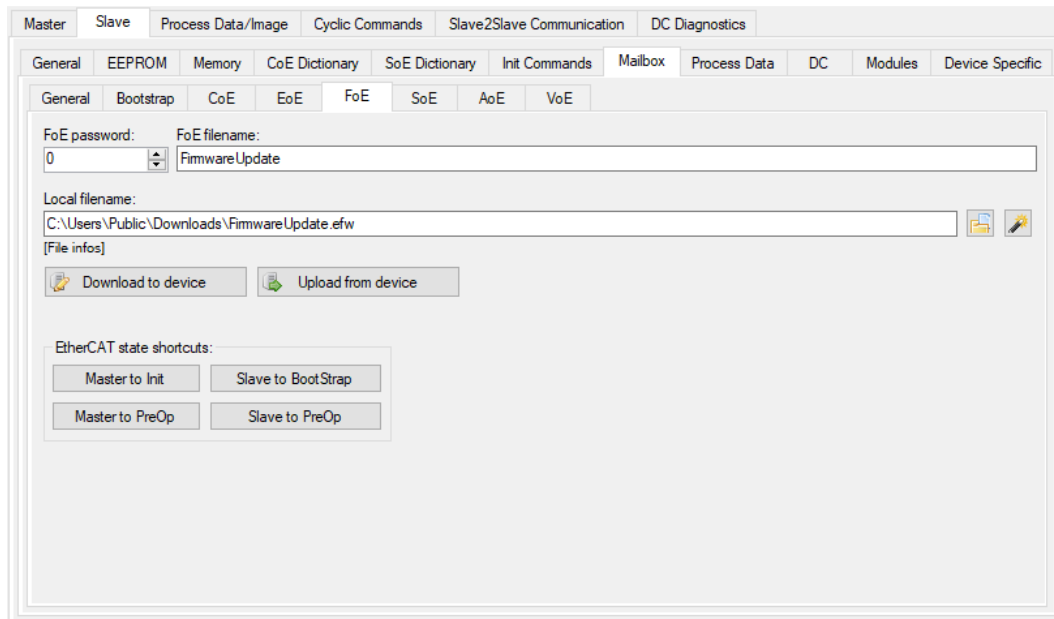 Master Slave Process Data/Image Cyclic Commands Slave2Slave Communication DC Diagnostics
General EEPROM Memory CoE Dictionary SoE Dictionary Init Commands Mailbox Process Data DC Modules Device Specific
General Bootstrap CoE EoE FoE SoE AoE VoE
FoE password: FoE filename:
0 FirmwareUpdate
Local filename:
C:\Users\Public\Downloads\FirmwareUpdate.efw
[File infos]
Download to device Upload from device
EtherCAT state shortcuts:
Master to Init Slave to BootStrap
Master to PreOp Slave to PreOp